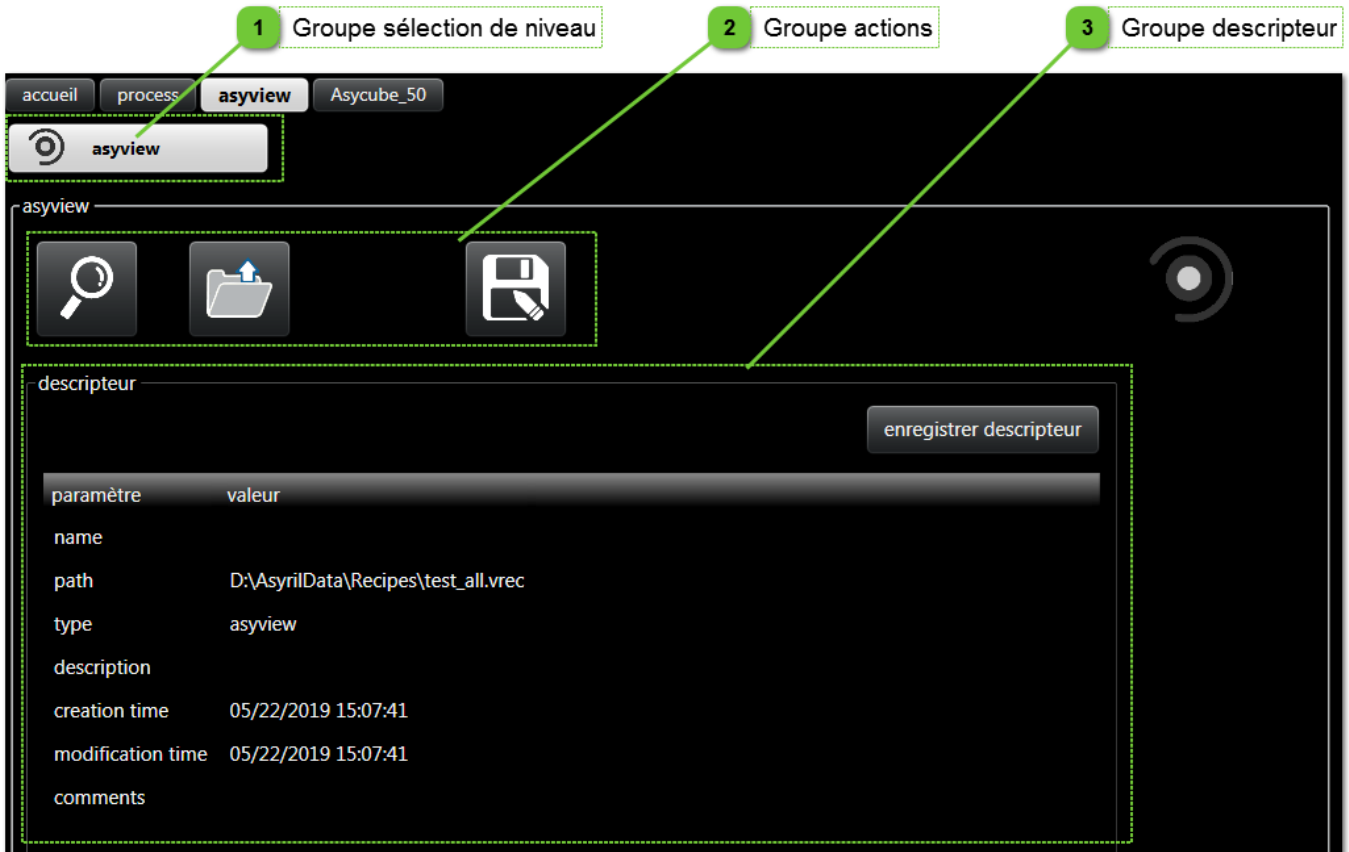 1 Groupe sélection de niveau 2 Groupe actions 3 Groupe descripteur
accueil process asyview Asycube_50
asyview
asyview
descripteur
enregistrer descripteur
paramètre valeur
name
path D:\AsyrilData\Recipes\test_all.vrec
type asyview
description
creation time 05/22/2019 15:07:41
modification time 05/22/2019 15:07:41
comments